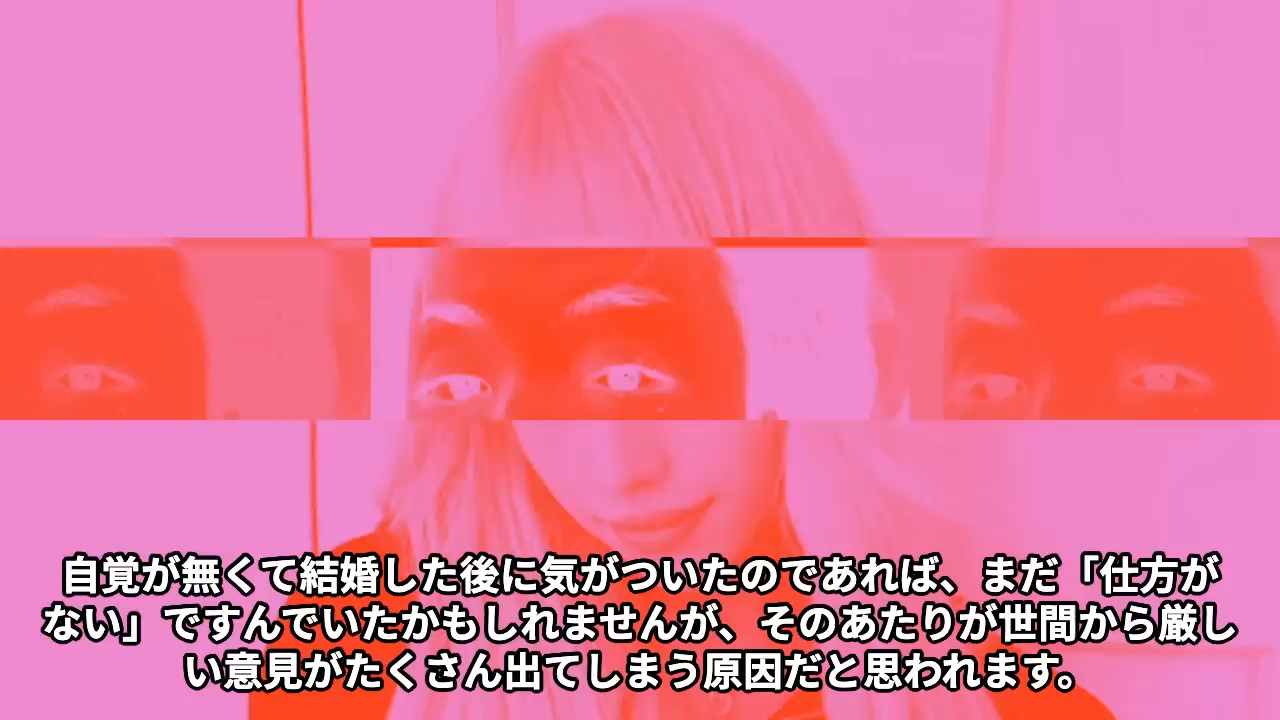 自覚が無くて結婚した後に気がついたのであれば、まだ「仕方が
ない」ですんでいたかもしれませんが、そのあたりが世間から厳し
い意見がたくさん出てしまう原因だと思われます。